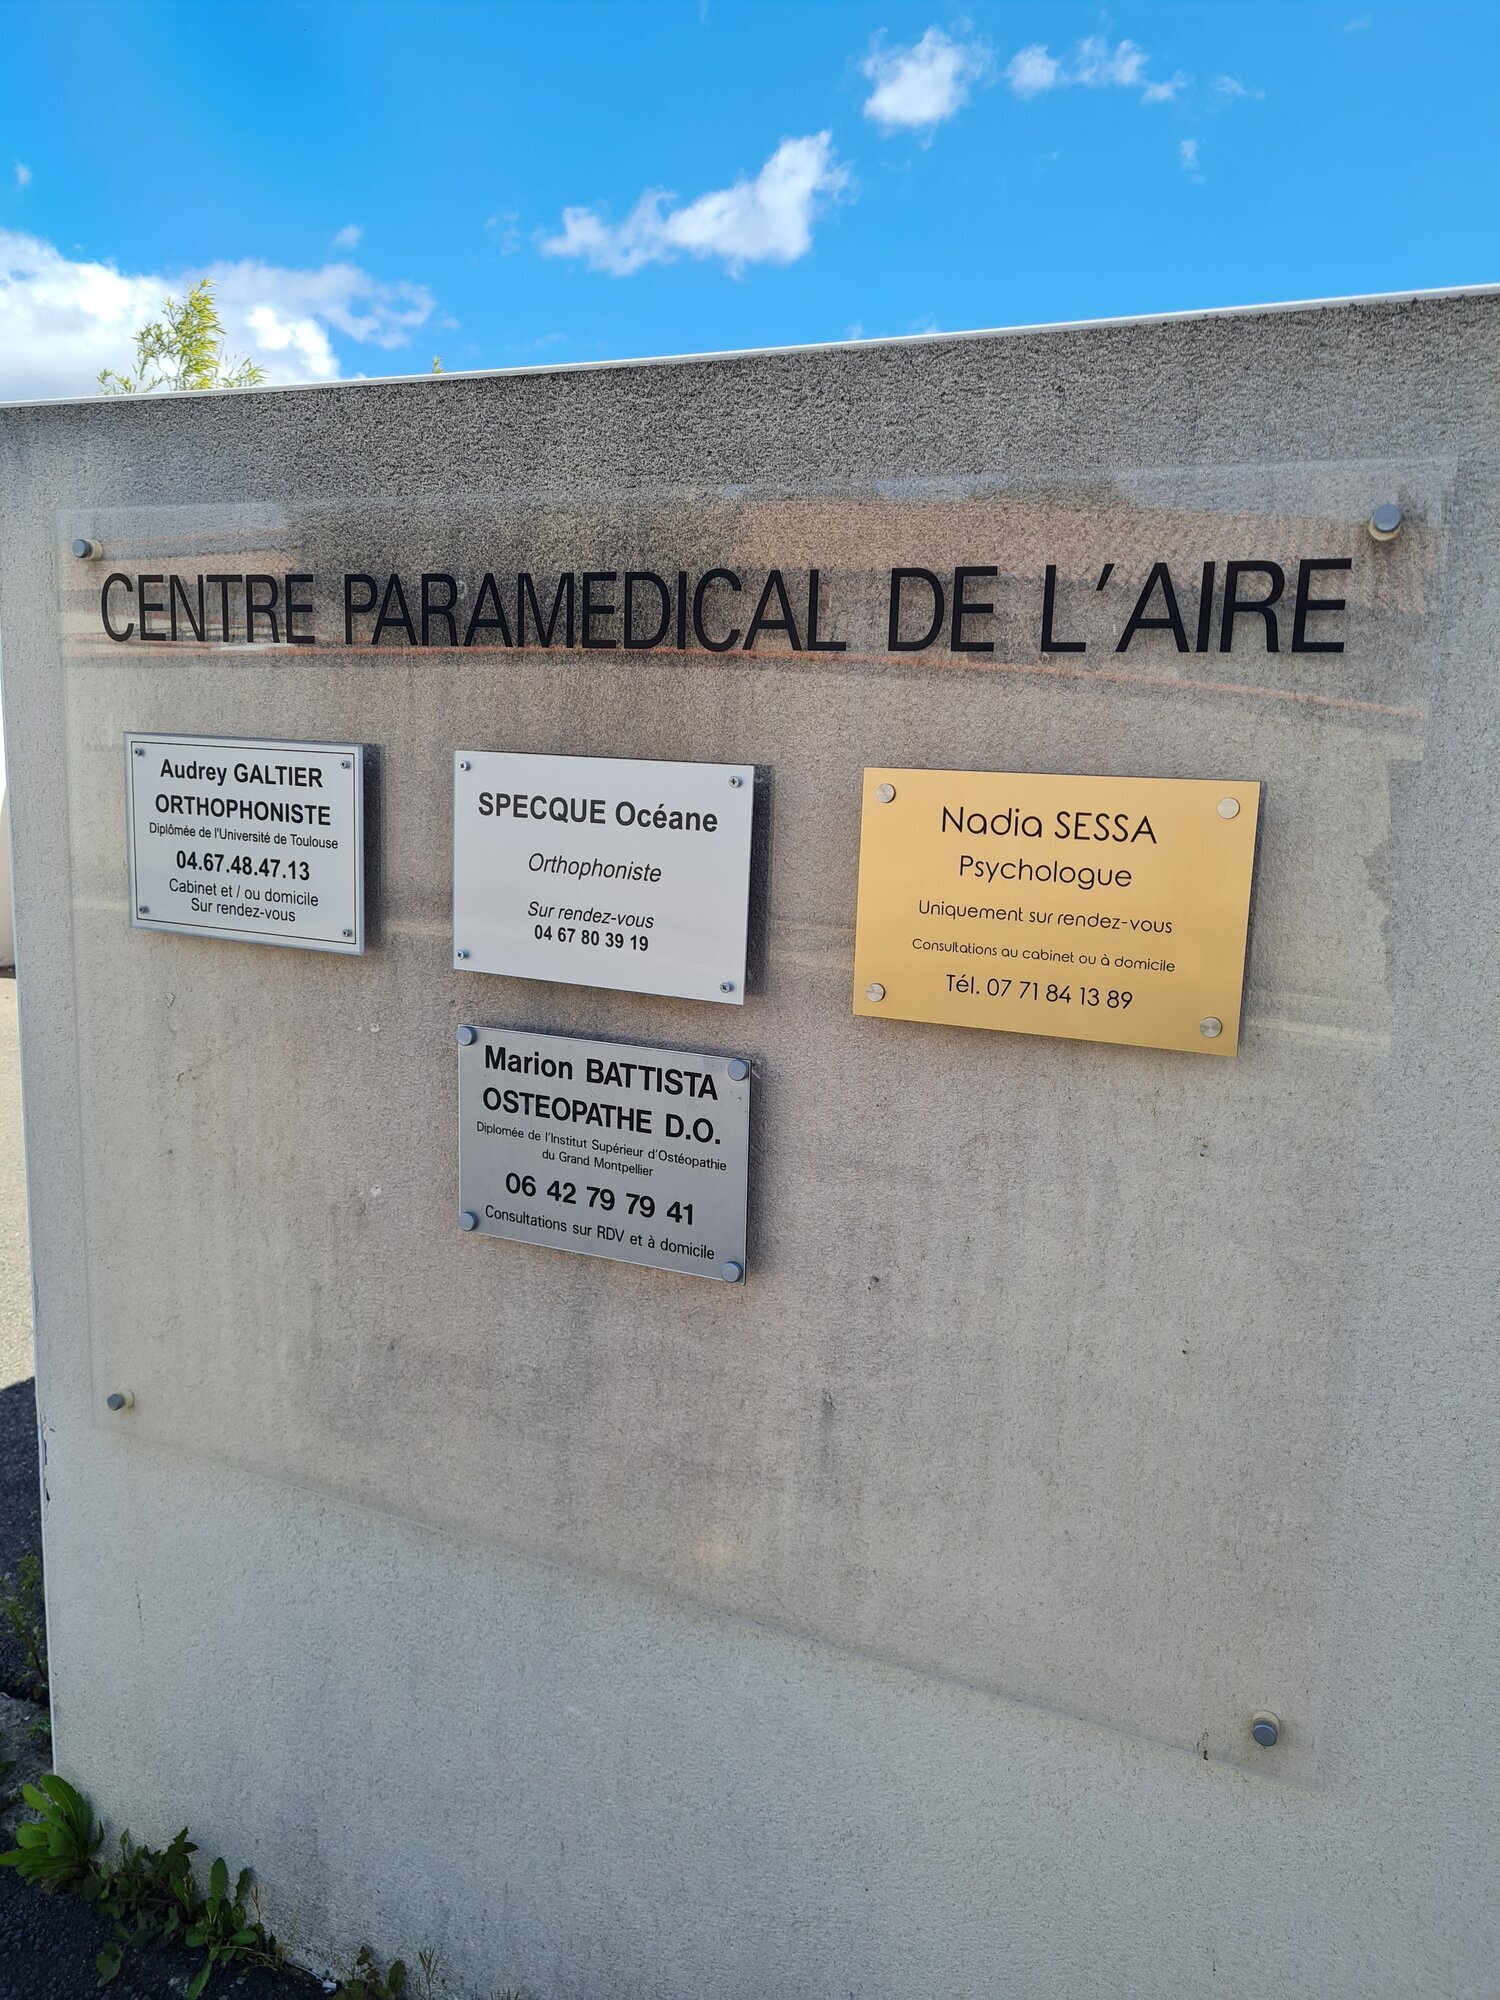 CENTRE PARAMEDICAL DE L'AIRE
Audrey GALTIER
ORTHOPHONISTE
Diplômée de l'Université de Toulouse
04.67.48.47.13
Cabinet et / ou domicile
Sur rendez-vous
SPECQUE Océane
Orthophoniste
Sur rendez-vous
04 67 80 39 19
Nadia SESSA
Psychologue
Uniquement sur rendez-vous
Consultations au cabinet ou à domicile
Tél. 07 71 84 13 89
Marion BATTISTA
OSTEOPATHE D.O.
Diplomée de l'Institut Supérieur d'Ostéopathie
du Grand Montpellier
06 42 79 79 41
Consultations sur RDV et à domicile